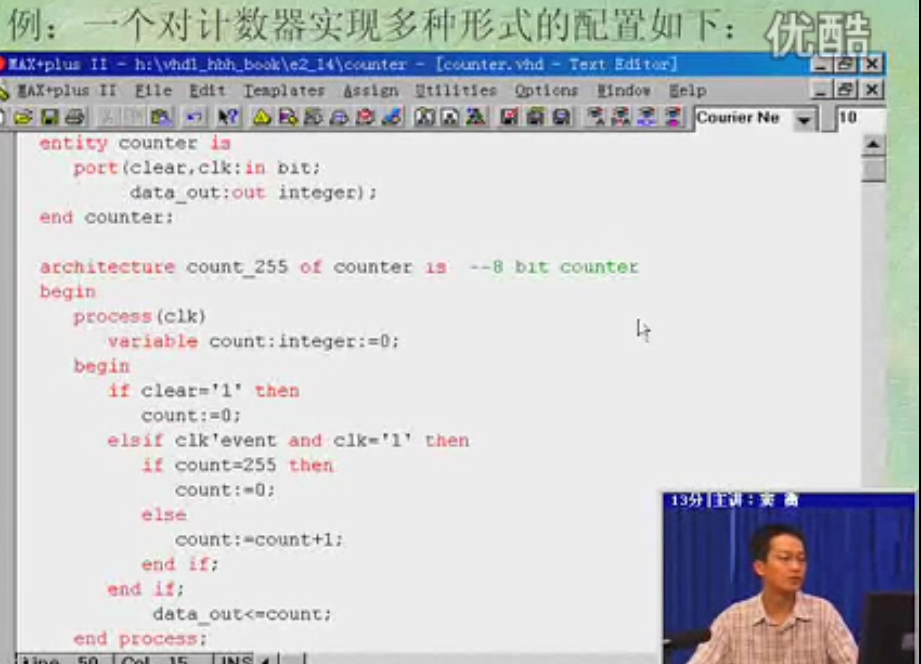 例：一个对计数器实现多种形式的配置如下：
优酷
MAX+plus II - h:\vhdl_hbh_book\e2_14\counter - [counter.vhd - Text Editor]
MAX+plus II File Edit Templates Assign Utilities Options Window Help
Courier Ne 10
entity counter is
port(clear,clk:in bit;
data_out:out integer);
end counter;
architecture count_255 of counter is --8 bit counter
begin
process(clk)
variable count:integer:=0;
begin
if clear='1' then
count:=0;
elsif clk'event and clk='1' then
if count=255 then
count:=0;
else
count:=count+1;
end if;
end if;
data_out<=count;
end process;
13分 主讲：
Line 50 Col 15 INS